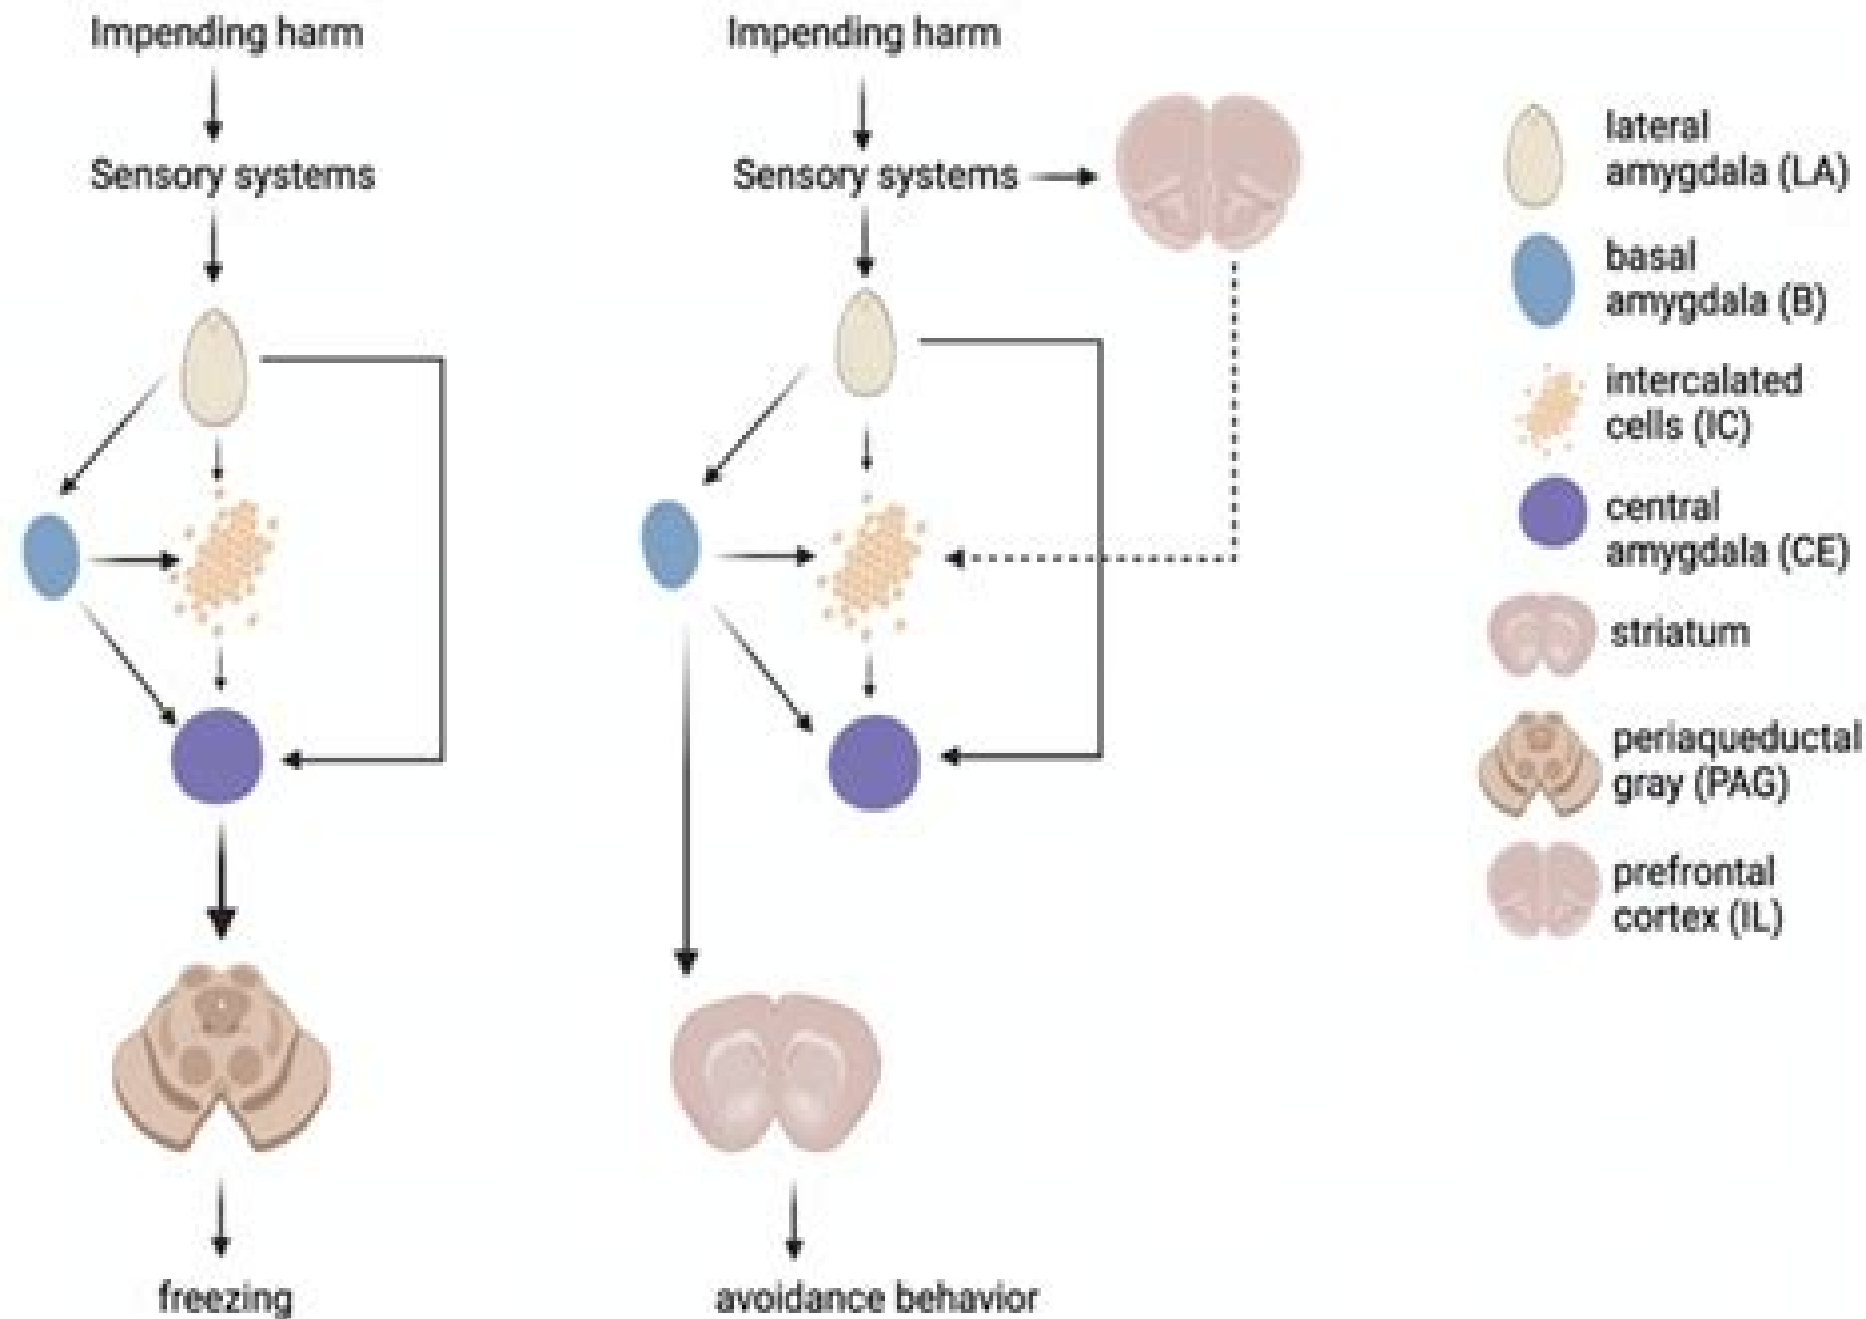 Impending harm
Sensory systems
freezing
Impending harm
Sensory systems
avoidance behavior
lateral
amygdala (LA)
basal
amygdala (B)
intercalated
cells (IC)
central
amygdala (CE)
striatum
periaqueductal
gray (PAG)
prefrontal
cortex (IL)